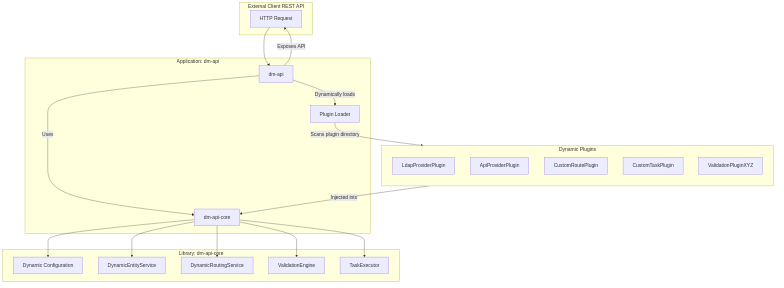 External Client REST API
HTTP Request
Exposes API
Application: dm-api
dm-api
Dynamically loads
Plugin Loader
Uses
Scans plugin directory
Dynamic Plugins
LdapProviderPlugin
ApiProviderPlugin
CustomRoutePlugin
CustomTaskPlugin
ValidationPluginXYZ
Injected into
dm-api-core
Library: dm-api-core
Dynamic Configuration
DynamicEntityService
DynamicRoutingService
ValidationEngine
TaskExecutor